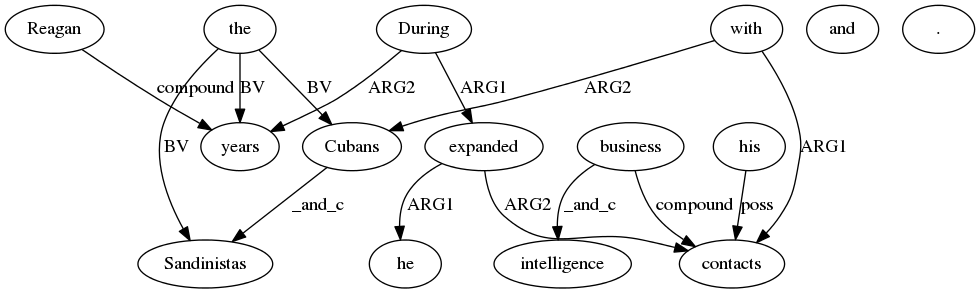 Reagan the During with and .
compound BV BV ARG2 ARG1 ARG2
BV years Cubans expanded business his ARG1
_and_c ARG1 ARG2 _and_c compound poss
Sandinistas he intelligence contacts